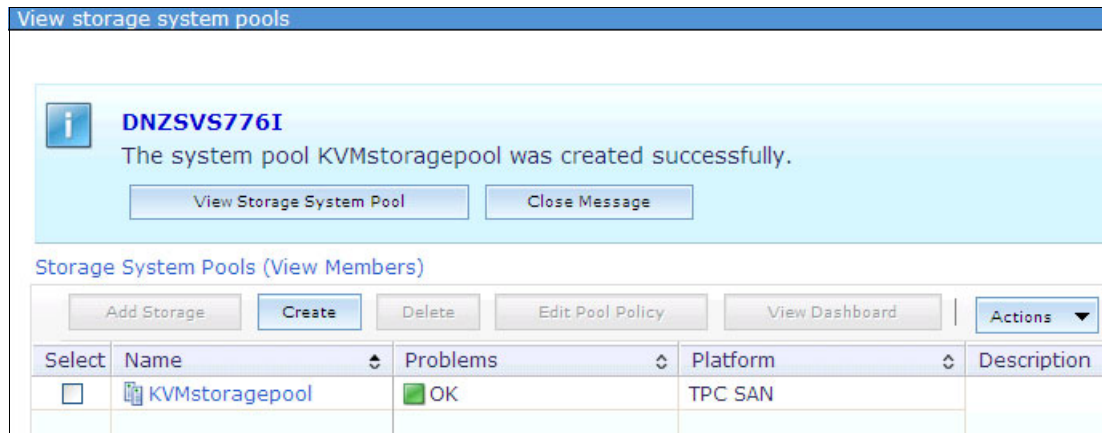 View storage system pools
DNZSVS776I
The system pool KVMstoragepool was created successfully.
View Storage System Pool Close Message
Storage System Pools (View Members)
Add Storage Create Delete Edit Pool Policy View Dashboard Actions
Select Name Problems Platform Description
KVMstoragepool OK TPC SAN